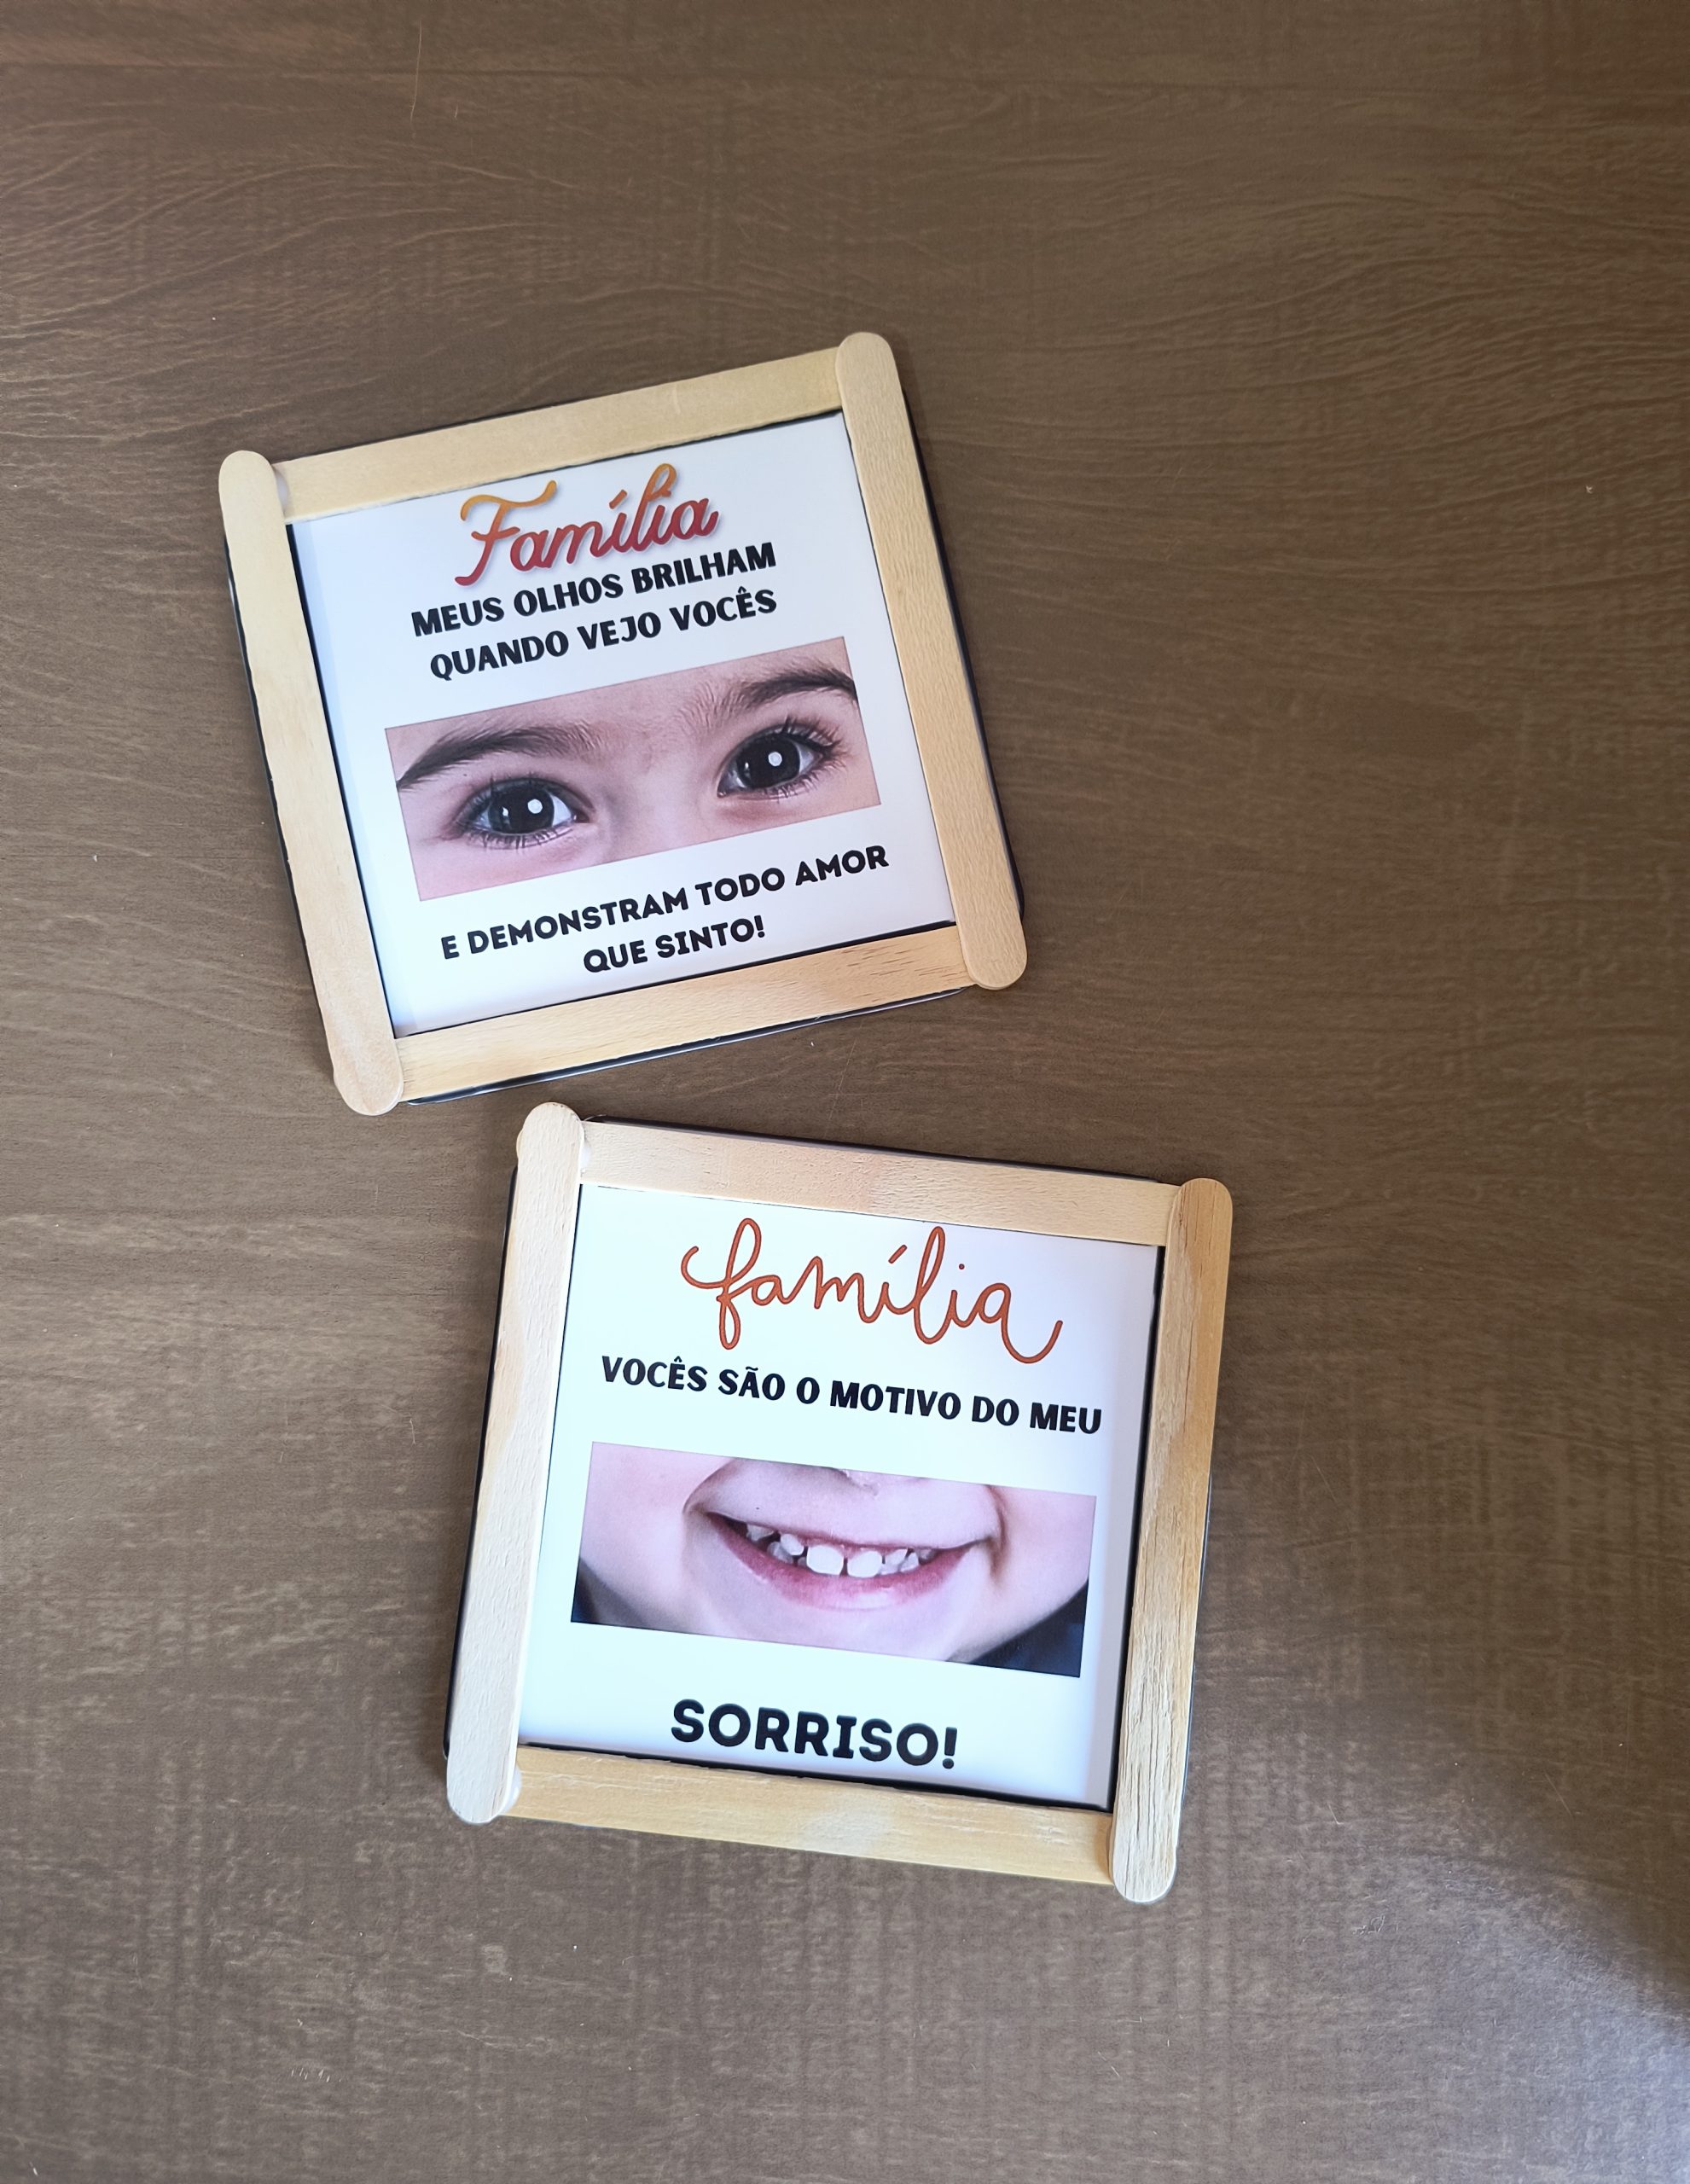 Família
MEUS OLHOS BRILHAM
QUANDO VEJO VOCÊS
E DEMONSTRAM TODO AMOR
QUE SINTO!
família
VOCÊS SÃO O MOTIVO DO MEU
SORRISO!